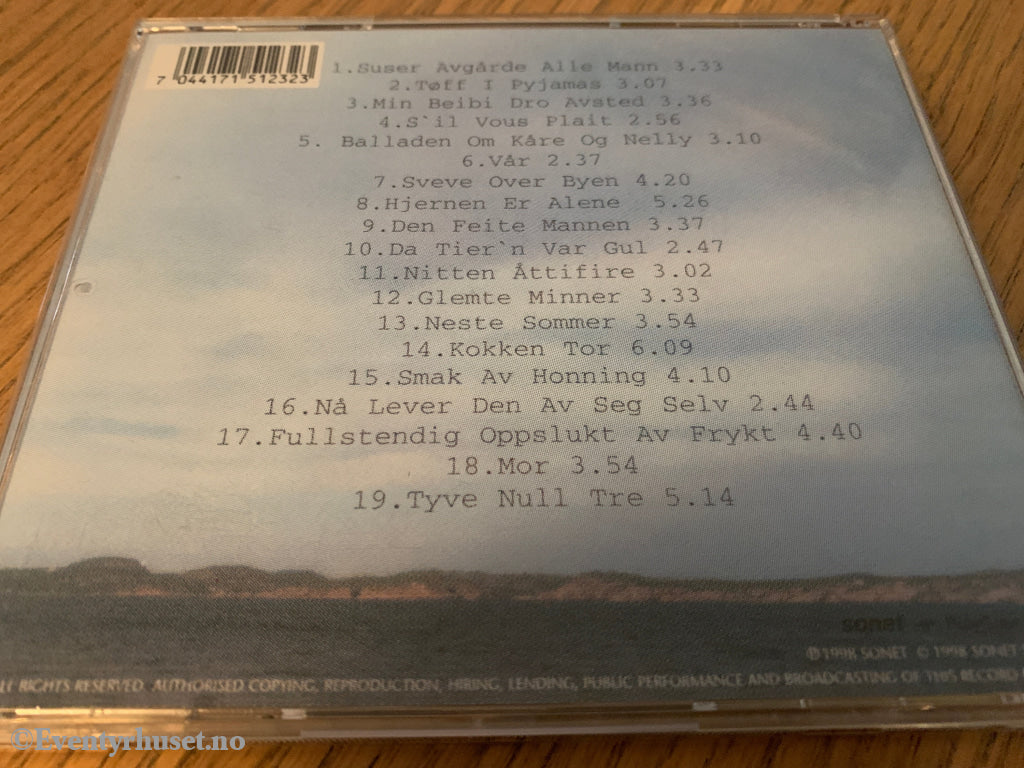 7 044171 512323
1.Suser Avgårde Alle Mann 3.33
2.Tøff I Pyjamas 3.07
3.Min Beibi Dro Avsted 3.36
4.S`il Vous Plait 2.56
5. Balladen Om Kåre Og Nelly 3.10
6.Vår 2.37
7.Sveve Over Byen 4.20
8.Hjernen Er Alene 5.26
9.Den Feite Mannen 3.37
10.Da Tier`n Var Gul 2.47
11.Nitten Åttifire 3.02
12.Glemte Minner 3.33
13.Neste Sommer 3.54
14.Kokken Tor 6.09
15.Smak Av Honning 4.10
16.Nå Lever Den Av Seg Selv 2.44
17.Fullstendig Oppslukt Av Frykt 4.40
18.Mor 3.54
19.Tyve Null Tre 5.14
sonet
℗ 1998 SONET © 1998 SONET
ALL RIGHTS RESERVED. AUTHORISED COPYING, REPRODUCTION, HIRING, LENDING, PUBLIC PERFORMANCE AND BROADCASTING OF THIS RECORD
©Eventyrhuset.no